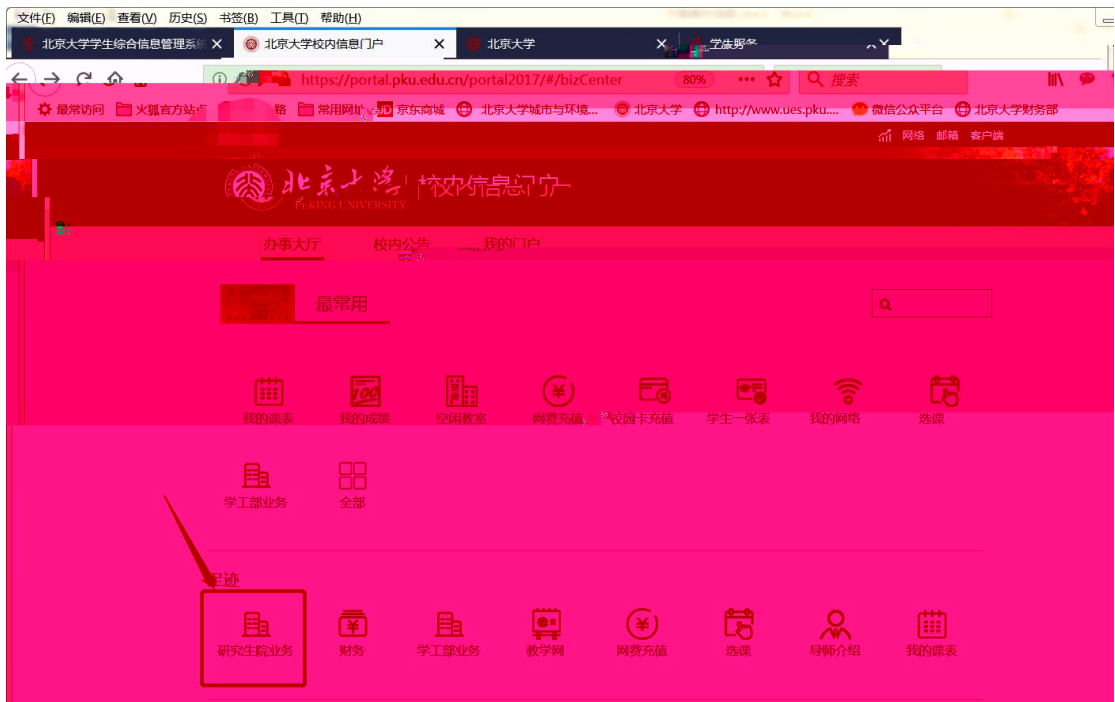 文件(F) 编辑(E) 查看(V) 历史(S) 书签(B) 工具(T) 帮助(H)
北京大学学生综合信息管理系统 北京大学校内信息门户 北京大学 学生服务
https://portal.pku.edu.cn/portal2017/#/bizCenter 80% 搜索
最常访问 火狐官方站点 常用网址 京东商城 北京大学城市与环境... 北京大学 http://www.ues.pku.... 微信公众平台 北京大学财务部
网络 邮箱 客户端
北京大学 校内信息门户
PEKING UNIVERSITY
办事大厅 校内公告 我的门户
最常用
我的课表 我的成绩 空闲教室 网费充值 校园卡充值 学生一张表 我的网络 选课
学工部业务 全部
足迹
研究生院业务 财务 学工部业务 教学网 网费充值 选课 导师介绍 我的课表